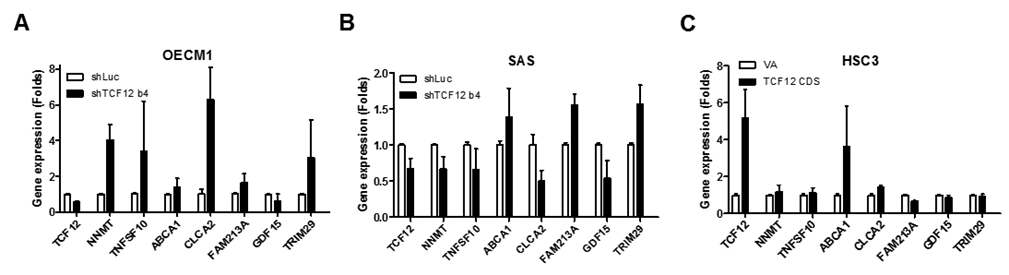 A
OECM1
Gene expression (Folds)
8
6
4
2
0
shLuc
shTCF12 b4
TCF12
NNMT
TNFSF10
ABCA1
CLCA2
FAM213A
GDF15
TRIM29
B
SAS
Gene expression (Folds)
2.0
1.5
1.0
0.5
0.0
shLuc
shTCF12 b4
TCF12
NNMT
TNFSF10
ABCA1
CLCA2
FAM213A
GDF15
TRIM29
C
HSC3
Gene expression (Folds)
8
6
4
2
0
VA
TCF12 CDS
TCF12
NNMT
TNFSF10
ABCA1
CLCA2
FAM213A
GDF15
TRIM29